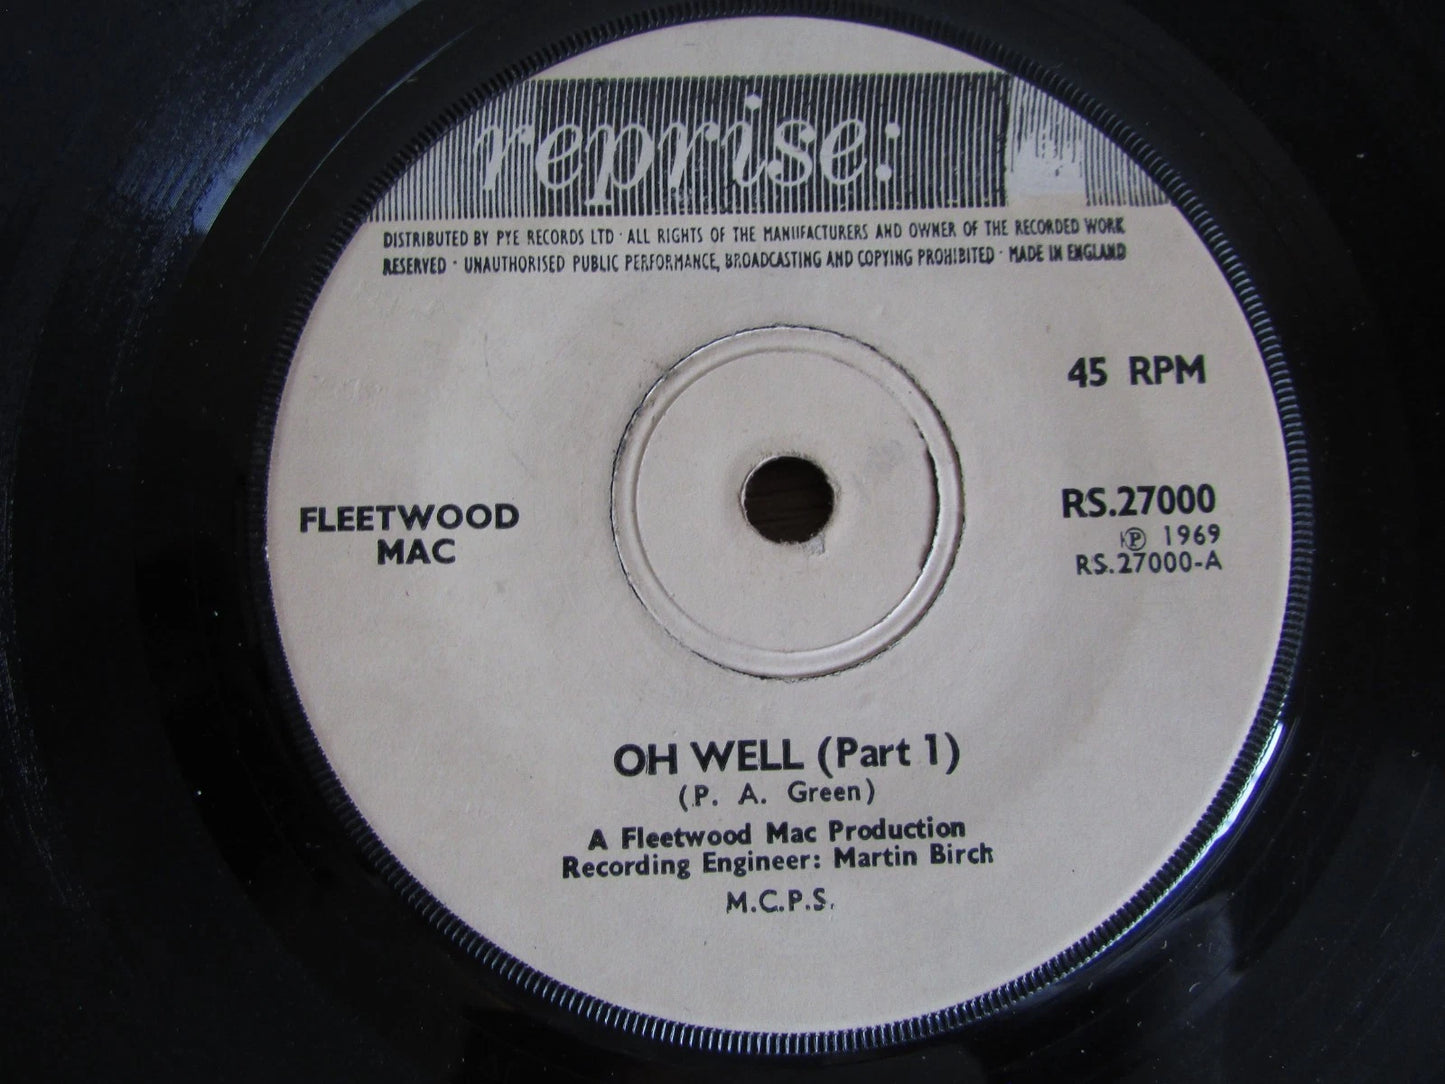 reprise:
DISTRIBUTED BY PYE RECORDS LTD · ALL RIGHTS OF THE MANUFACTURERS AND OWNER OF THE RECORDED WORK
RESERVED · UNAUTHORISED PUBLIC PERFORMANCE, BROADCASTING AND COPYING PROHIBITED · MADE IN ENGLAND
45 RPM
FLEETWOOD
MAC
RS.27000
℗ 1969
RS.27000-A
OH WELL (Part 1)
(P. A. Green)
A Fleetwood Mac Production
Recording Engineer: Martin Birch
M.C.P.S.